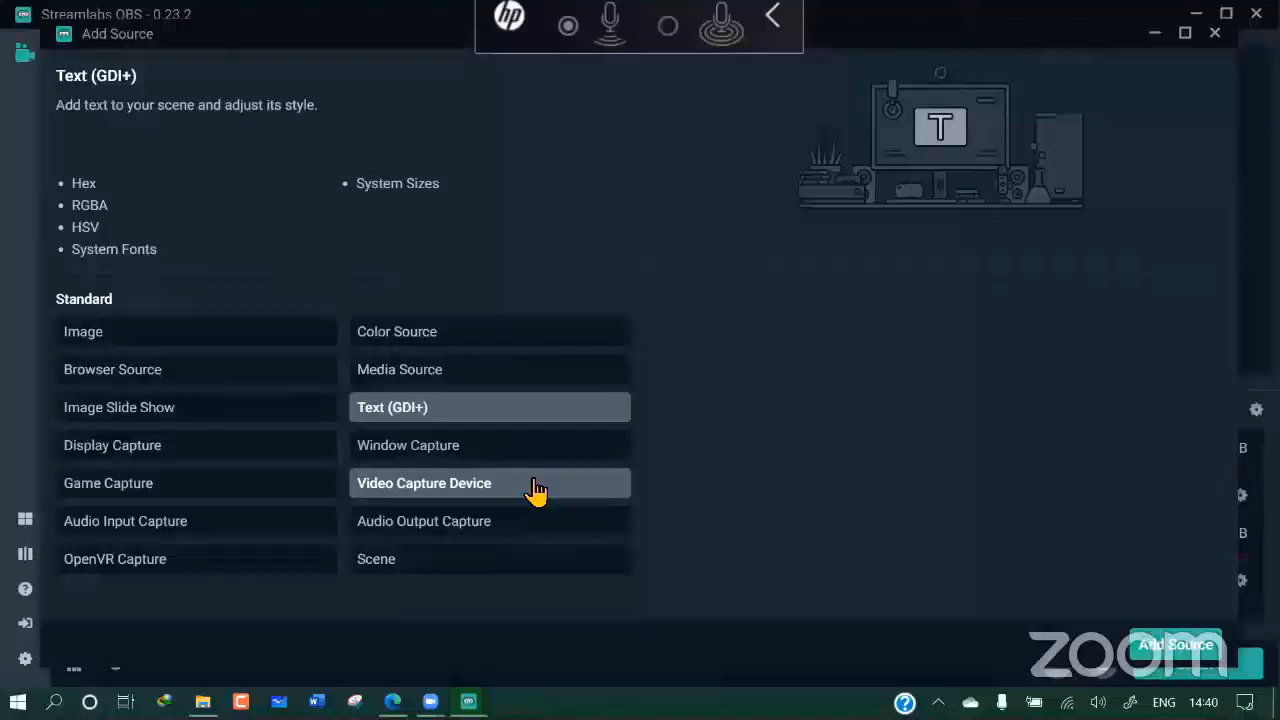 Streamlabs OBS - 0.23.2
hp
Add Source
Text (GDI+)
Add text to your scene and adjust its style.
T
Hex
System Sizes
RGBA
HSV
System Fonts
Standard
Image
Color Source
Browser Source
Media Source
Image Slide Show
Text (GDI+)
Display Capture
Window Capture
B
Game Capture
Video Capture Device
Audio Input Capture
Audio Output Capture
B
OpenVR Capture
Scene
Add Source
zoom
ENG
14:40